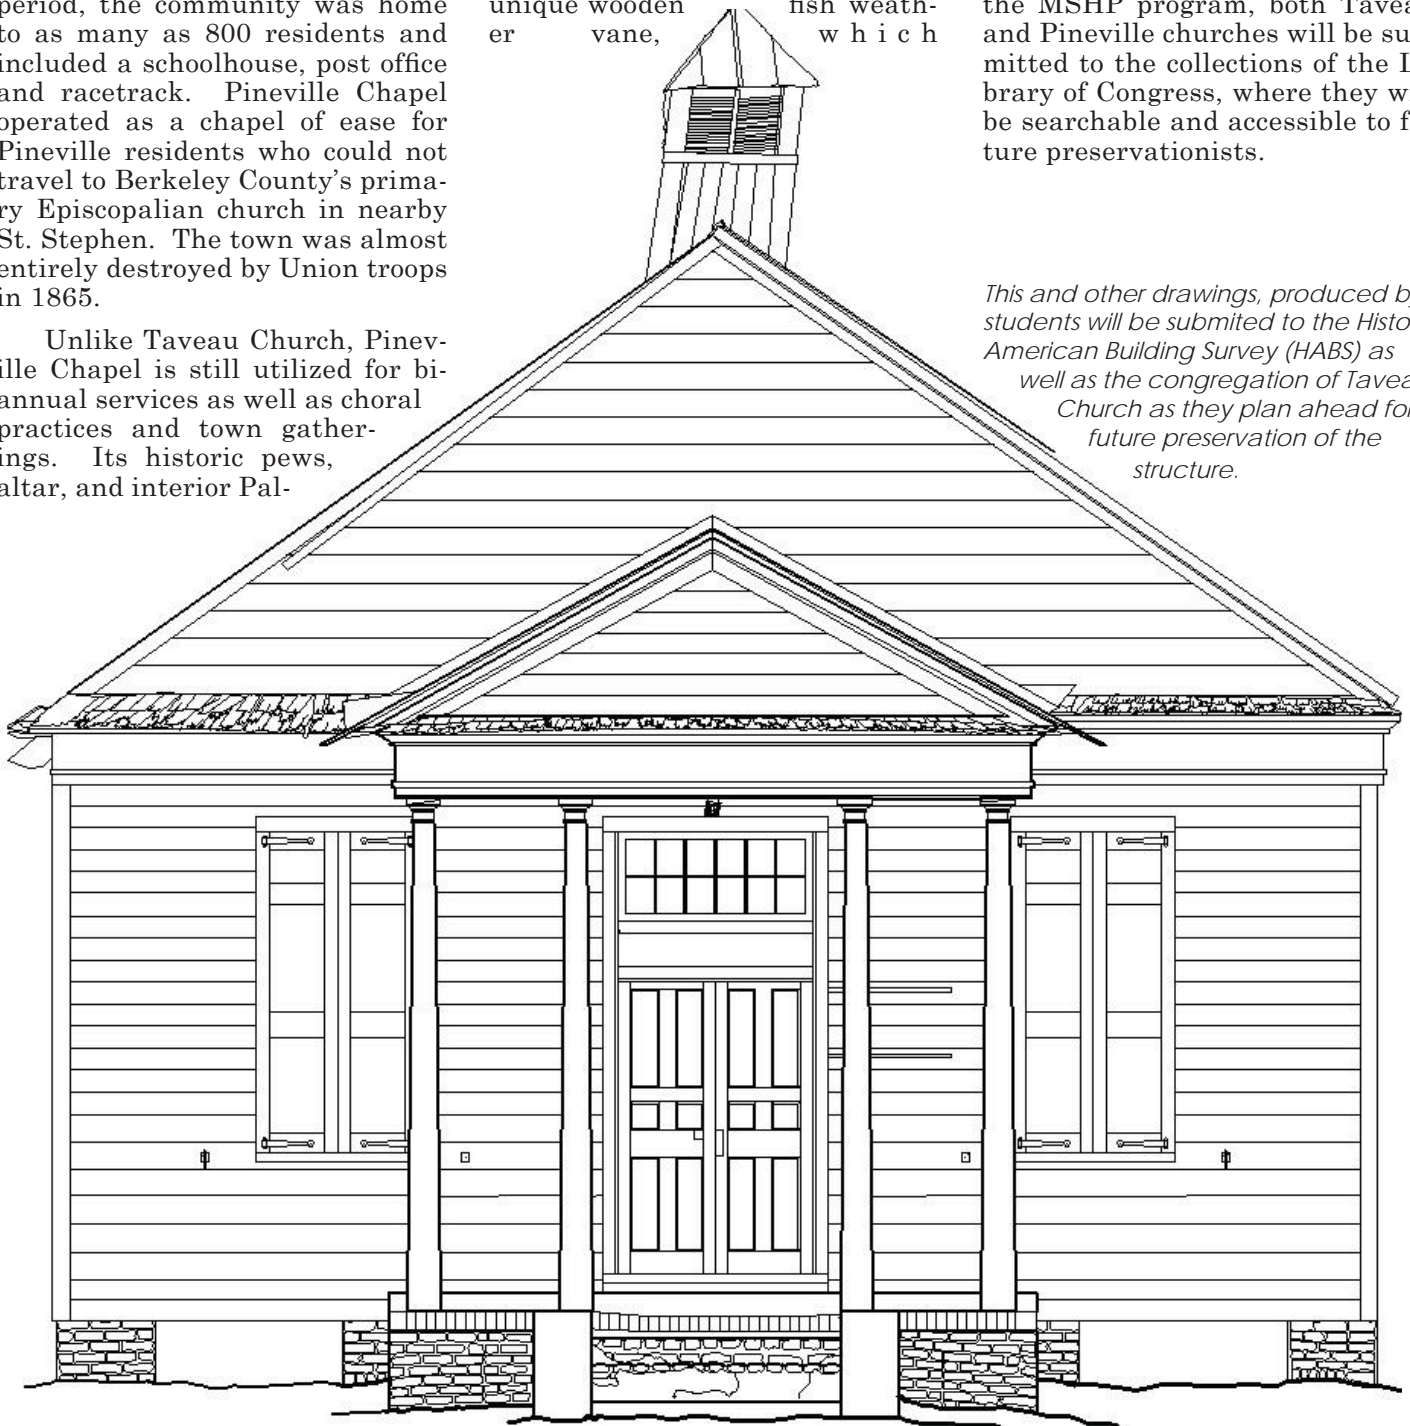 period, the community was home
to as many as 800 residents and
included a schoolhouse, post office
and racetrack. Pineville Chapel
operated as a chapel of ease for
Pineville residents who could not
travel to Berkeley County's prima-
ry Episcopalian church in nearby
St. Stephen. The town was almost
entirely destroyed by Union troops
in 1865.
Unlike Taveau Church, Pinev-
ille Chapel is still utilized for bi-
annual services as well as choral
practices and town gather-
ings. Its historic pews,
altar, and interior Pal-
unique wooden fish weath-
er vane, which
the MSHP program, both
and Pineville churches will be
mitted to the collections of the
brary of Congress, where they
be searchable and accessible to
ture preservationists.
This and other drawings, produced
students will be submited to the
American Building Survey (HABS) as
well as the congregation of
Church as they plan ahead for
future preservation of the
structure.